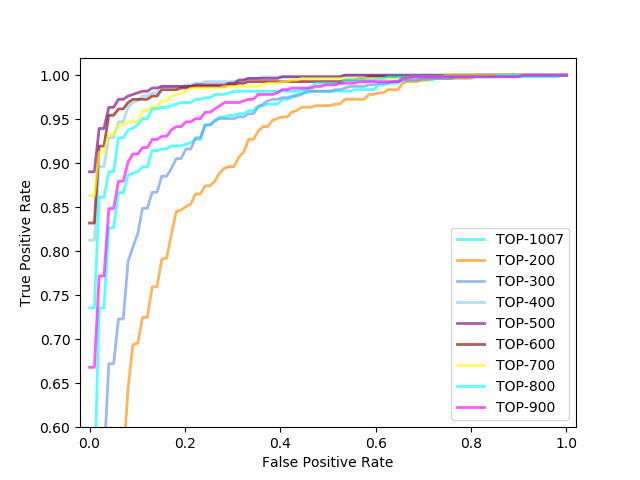 1.00
0.95
0.90
0.85
0.80
0.75
0.70
0.65
0.60
True Positive Rate
0.0
0.2
0.4
0.6
0.8
1.0
False Positive Rate
TOP-1007
TOP-200
TOP-300
TOP-400
TOP-500
TOP-600
TOP-700
TOP-800
TOP-900